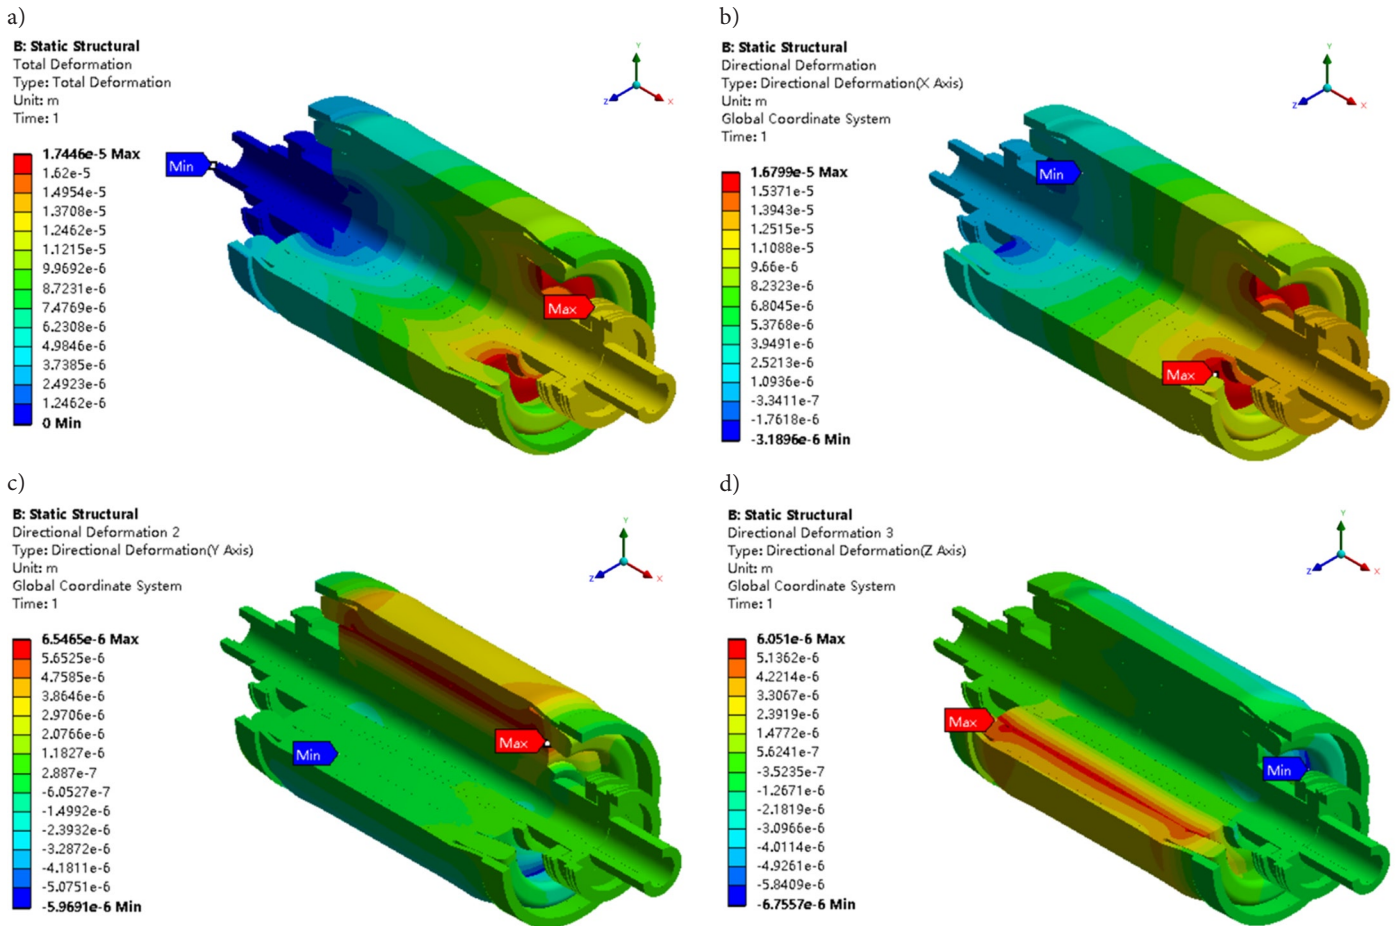 a)
B: Static Structural
Total Deformation
Type: Total Deformation
Unit: m
Time: 1
1.7446e-5 Max
1.62e-5
1.4954e-5
1.3708e-5
1.2462e-5
1.1215e-5
9.9692e-6
8.7231e-6
7.4769e-6
6.2308e-6
4.9846e-6
3.7385e-6
2.4923e-6
1.2462e-6
0 Min
Min
Max
Y
Z
X
b)
B: Static Structural
Directional Deformation
Type: Directional Deformation(X Axis)
Unit: m
Global Coordinate System
Time: 1
1.6799e-5 Max
1.5371e-5
1.3943e-5
1.2515e-5
1.1088e-5
9.66e-6
8.2323e-6
6.8045e-6
5.3768e-6
3.9491e-6
2.5213e-6
1.0936e-6
-3.3411e-7
-1.7618e-6
-3.1896e-6 Min
Min
Max
Y
Z
X
c)
B: Static Structural
Directional Deformation 2
Type: Directional Deformation(Y Axis)
Unit: m
Global Coordinate System
Time: 1
6.5465e-6 Max
5.6525e-6
4.7585e-6
3.8646e-6
2.9706e-6
2.0766e-6
1.1827e-6
2.887e-7
-6.0527e-7
-1.4992e-6
-2.3932e-6
-3.2872e-6
-4.1811e-6
-5.0751e-6
-5.9691e-6 Min
Min
Max
Y
Z
X
d)
B: Static Structural
Directional Deformation 3
Type: Directional Deformation(Z Axis)
Unit: m
Global Coordinate System
Time: 1
6.051e-6 Max
5.1362e-6
4.2214e-6
3.3067e-6
2.3919e-6
1.4772e-6
5.6241e-7
-3.5235e-7
-1.2671e-6
-2.1819e-6
-3.0966e-6
-4.0114e-6
-4.9261e-6
-5.8409e-6
-6.7557e-6 Min
Max
Min
Y
Z
X